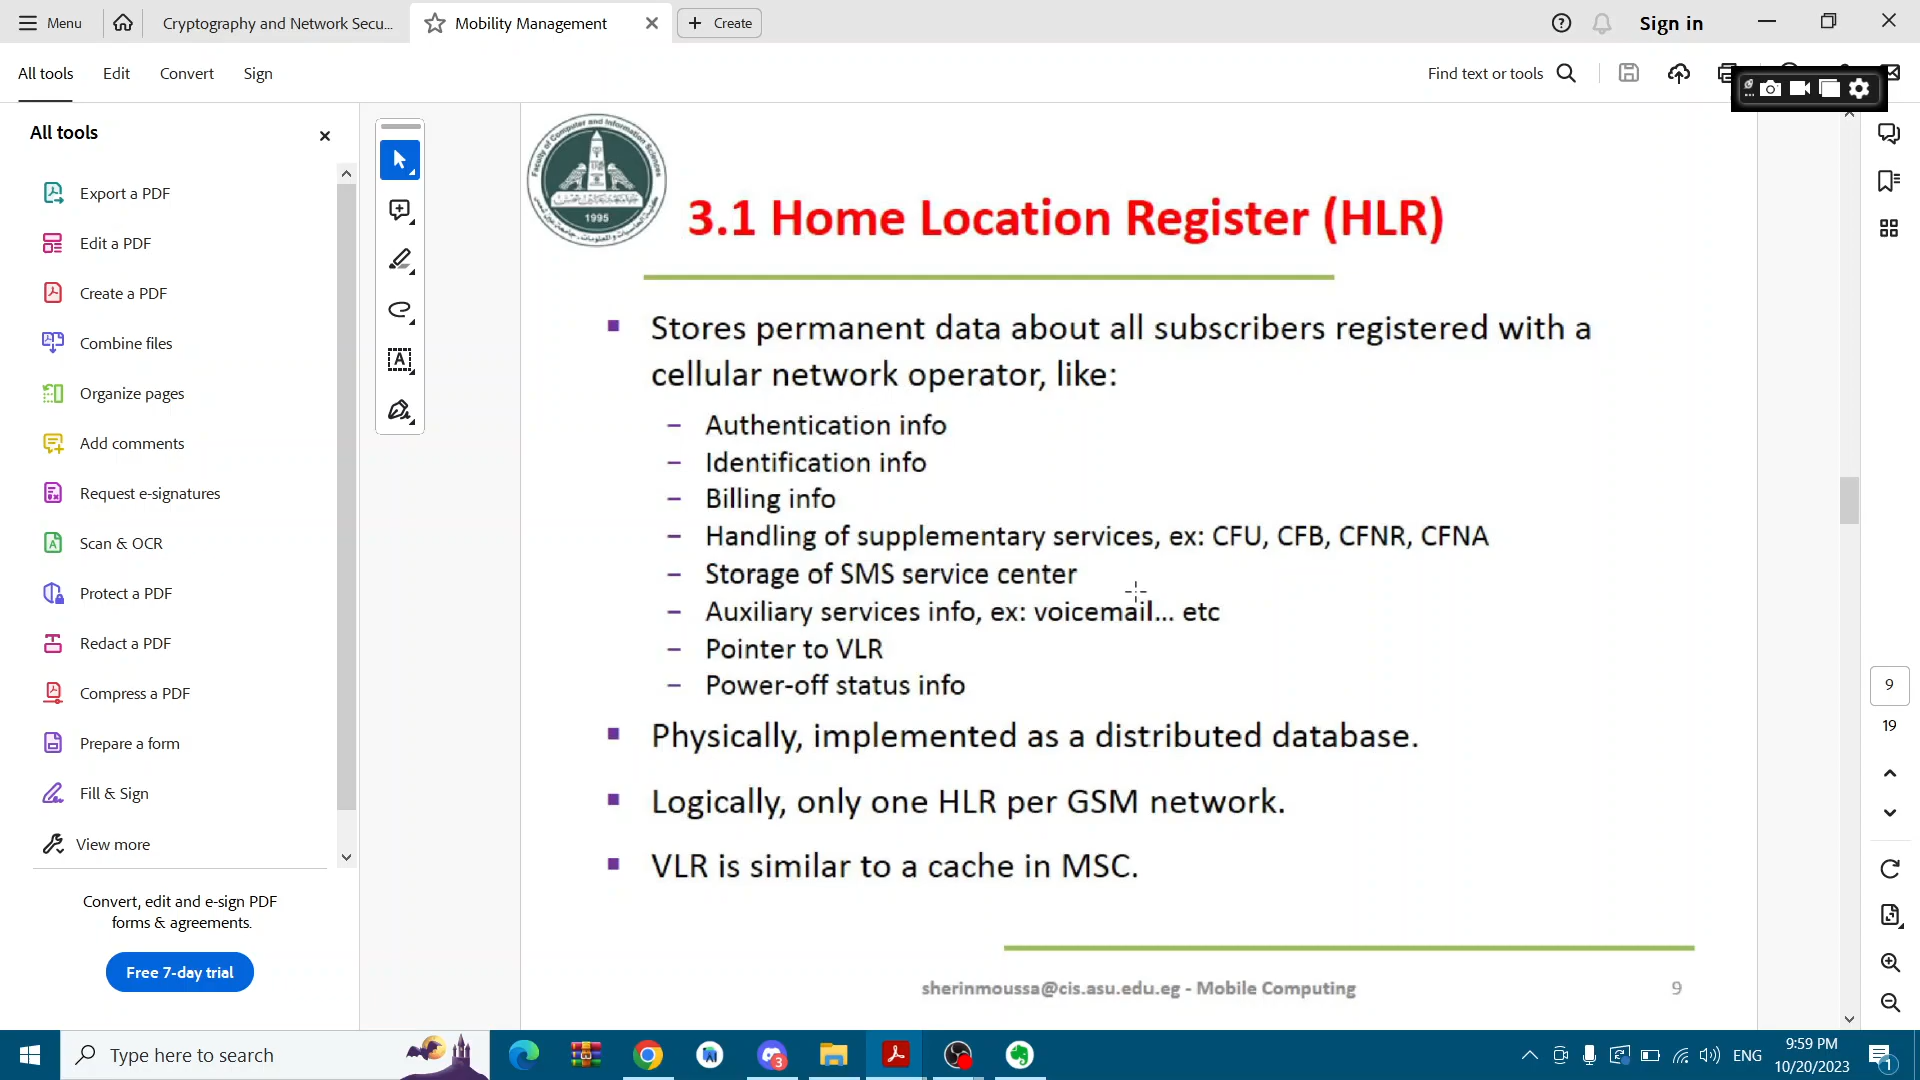 Menu
Cryptography and Network Secu...
Mobility Management
Create
Sign in
All tools
Edit
Convert
Sign
Find text or tools
All tools
Export a PDF
Edit a PDF
Create a PDF
Combine files
Organize pages
Add comments
Request e-signatures
Scan & OCR
Protect a PDF
Redact a PDF
Compress a PDF
Prepare a form
Fill & Sign
View more
Convert, edit and e-sign PDF
forms & agreements.
Free 7-day trial
Faculty of Computer and Information Sciences
1995
3.1 Home Location Register (HLR)
▪ Stores permanent data about all subscribers registered with a
cellular network operator, like:
– Authentication info
– Identification info
– Billing info
– Handling of supplementary services, ex: CFU, CFB, CFNR, CFNA
– Storage of SMS service center
– Auxiliary services info, ex: voicemail... etc
– Pointer to VLR
– Power-off status info
▪ Physically, implemented as a distributed database.
▪ Logically, only one HLR per GSM network.
▪ VLR is similar to a cache in MSC.
sherinmoussa@cis.asu.edu.eg - Mobile Computing
9
9
19
Type here to search
3
ENG
9:59 PM
10/20/2023
1